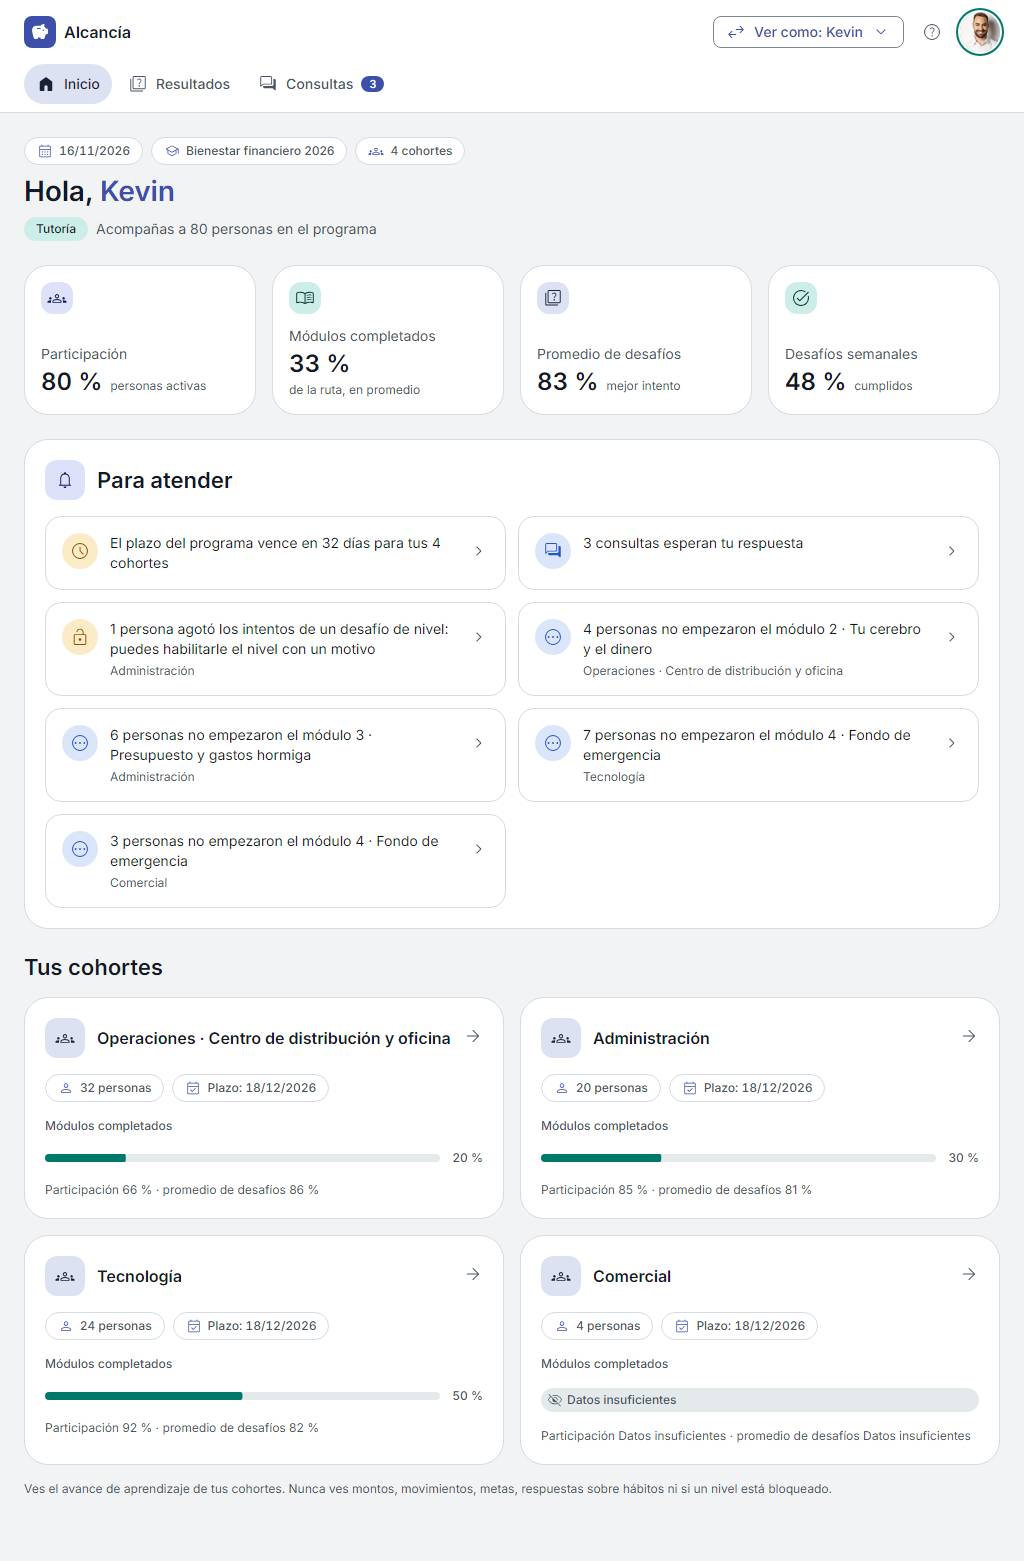 Alcancía
Ver como: Kevin
Inicio
Resultados
Consultas 3
16/11/2026
Bienestar financiero 2026
4 cohortes
Hola, Kevin
Tutoría
Acompañas a 80 personas en el programa
Participación
80 % personas activas
Módulos completados
33 %
de la ruta, en promedio
Promedio de desafíos
83 % mejor intento
Desafíos semanales
48 % cumplidos
Para atender
El plazo del programa vence en 32 días para tus 4
cohortes
3 consultas esperan tu respuesta
1 persona agotó los intentos de un desafío de nivel:
puedes habilitarle el nivel con un motivo
Administración
4 personas no empezaron el módulo 2 · Tu cerebro
y el dinero
Operaciones · Centro de distribución y oficina
6 personas no empezaron el módulo 3 ·
Presupuesto y gastos hormiga
Administración
7 personas no empezaron el módulo 4 · Fondo de
emergencia
Tecnología
3 personas no empezaron el módulo 4 · Fondo de
emergencia
Comercial
Tus cohortes
Operaciones · Centro de distribución y oficina
32 personas
Plazo: 18/12/2026
Módulos completados
20 %
Participación 66 % · promedio de desafíos 86 %
Administración
20 personas
Plazo: 18/12/2026
Módulos completados
30 %
Participación 85 % · promedio de desafíos 81 %
Tecnología
24 personas
Plazo: 18/12/2026
Módulos completados
50 %
Participación 92 % · promedio de desafíos 82 %
Comercial
4 personas
Plazo: 18/12/2026
Módulos completados
Datos insuficientes
Participación Datos insuficientes · promedio de desafíos Datos insuficientes
Ves el avance de aprendizaje de tus cohortes. Nunca ves montos, movimientos, metas, respuestas sobre hábitos ni si un nivel está bloqueado.